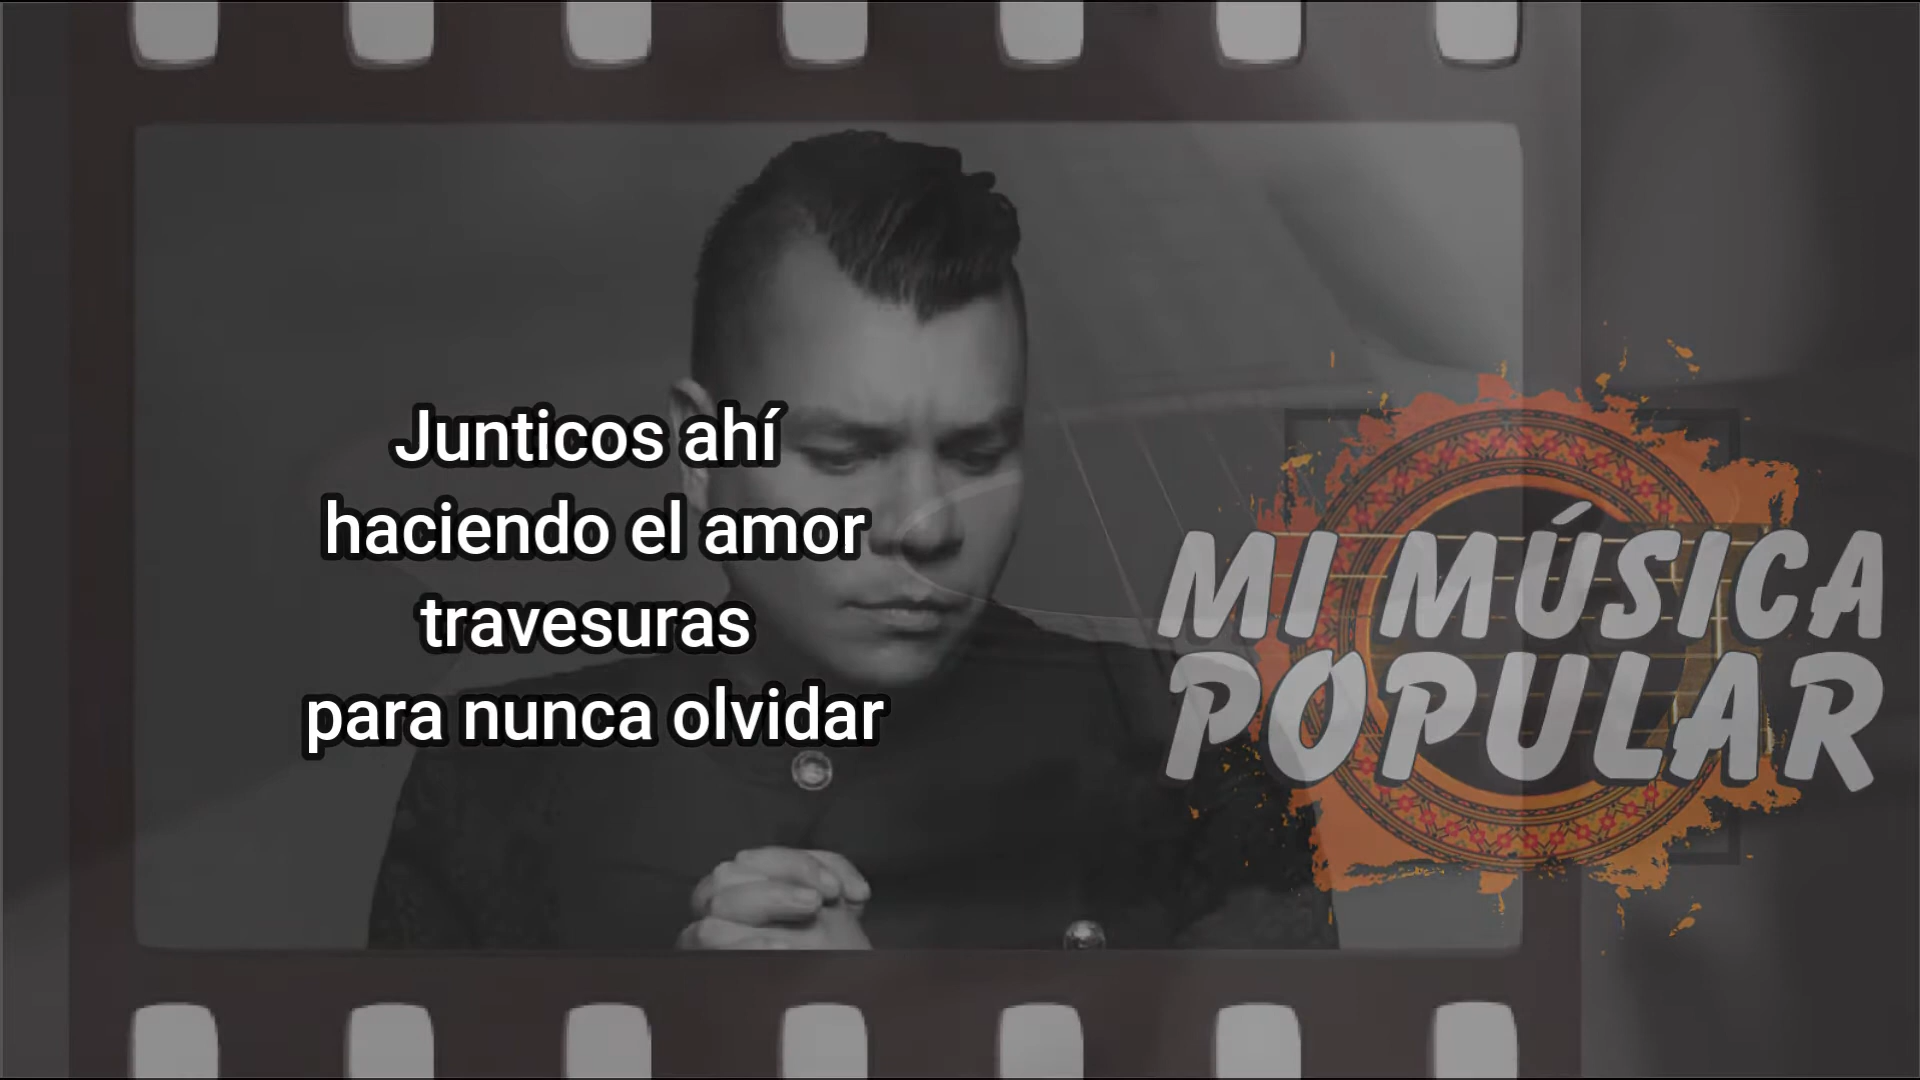 Junticos ahí
haciendo el amor
travesuras
para nunca olvidar
MI MÚSICA
POPULAR